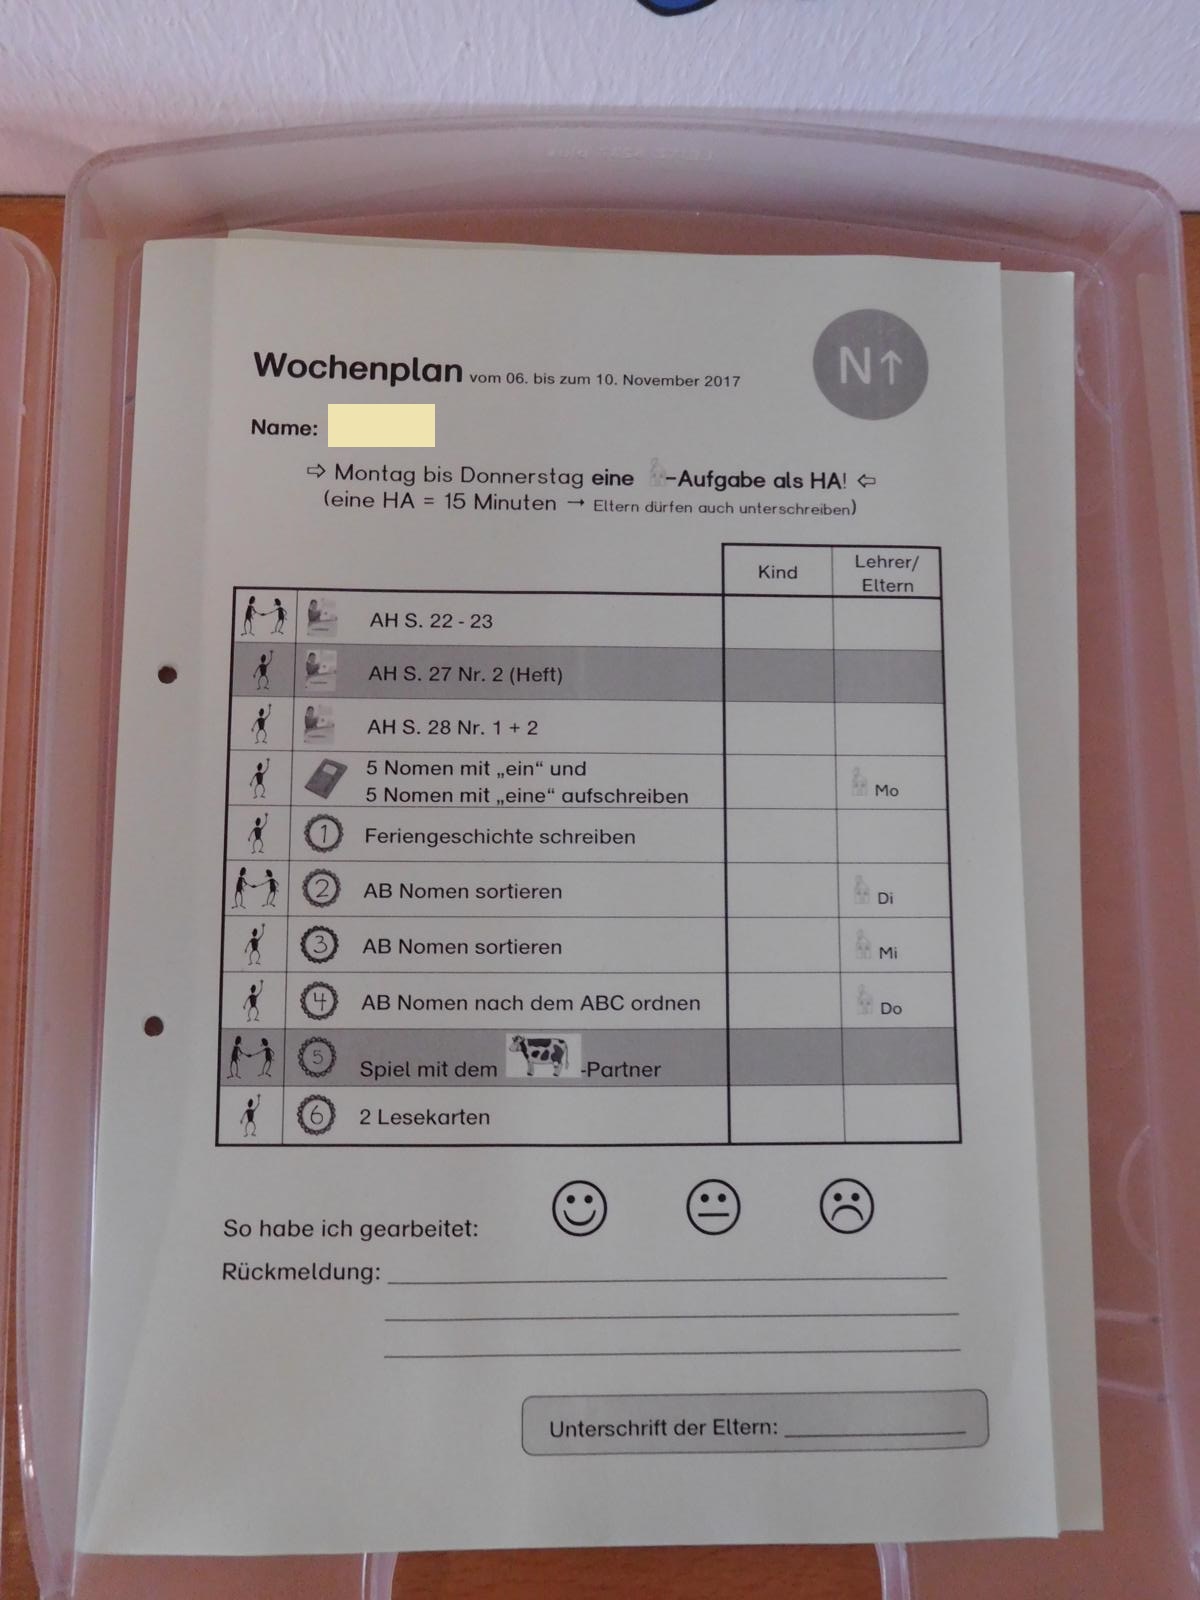 N↑
Wochenplan vom 06. bis zum 10. November 2017
Name:
⇨ Montag bis Donnerstag eine -Aufgabe als HA! ⇦
(eine HA = 15 Minuten → Eltern dürfen auch unterschreiben)
Kind
Lehrer/
Eltern
AH S. 22 - 23
AH S. 27 Nr. 2 (Heft)
AH S. 28 Nr. 1 + 2
5 Nomen mit „ein“ und
5 Nomen mit „eine“ aufschreiben
Mo
1 Feriengeschichte schreiben
2 AB Nomen sortieren Di
3 AB Nomen sortieren Mi
4 AB Nomen nach dem ABC ordnen Do
5 Spiel mit dem -Partner
6 2 Lesekarten
So habe ich gearbeitet:
Rückmeldung:
Unterschrift der Eltern: